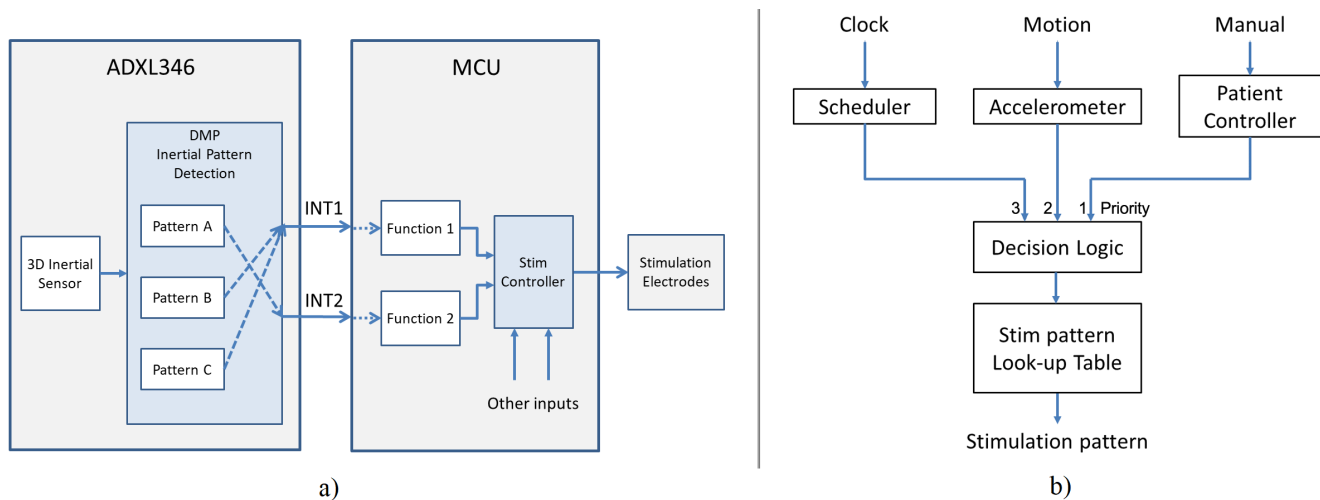 ADXL346
DMP
Inertial Pattern
Detection
Pattern A
Pattern B
Pattern C
3D Inertial
Sensor
INT1
INT2
MCU
Function 1
Function 2
Stim
Controller
Other inputs
Stimulation
Electrodes
a)
Clock
Motion
Manual
Scheduler
Accelerometer
Patient
Controller
3 2 1 Priority
Decision Logic
Stim pattern
Look-up Table
Stimulation pattern
b)